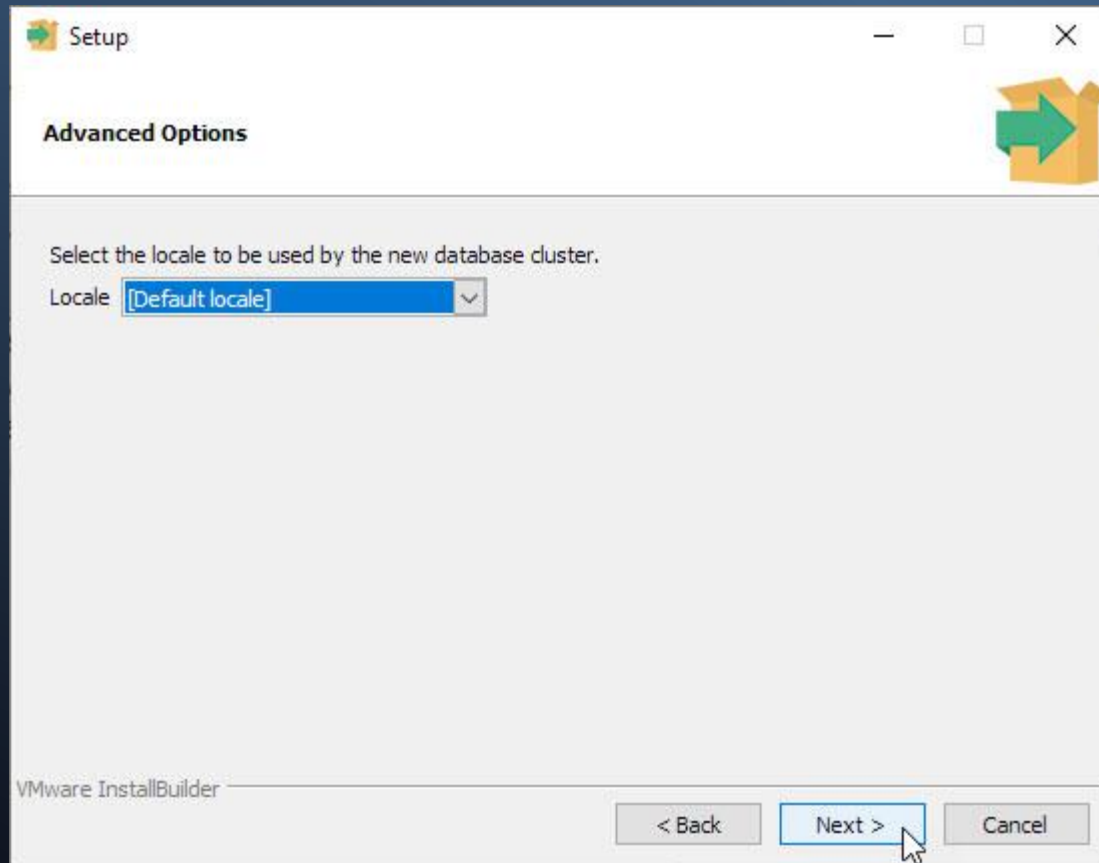 Setup
Advanced Options
Select the locale to be used by the new database cluster.
Locale [Default locale]
VMware InstallBuilder
< Back Next > Cancel